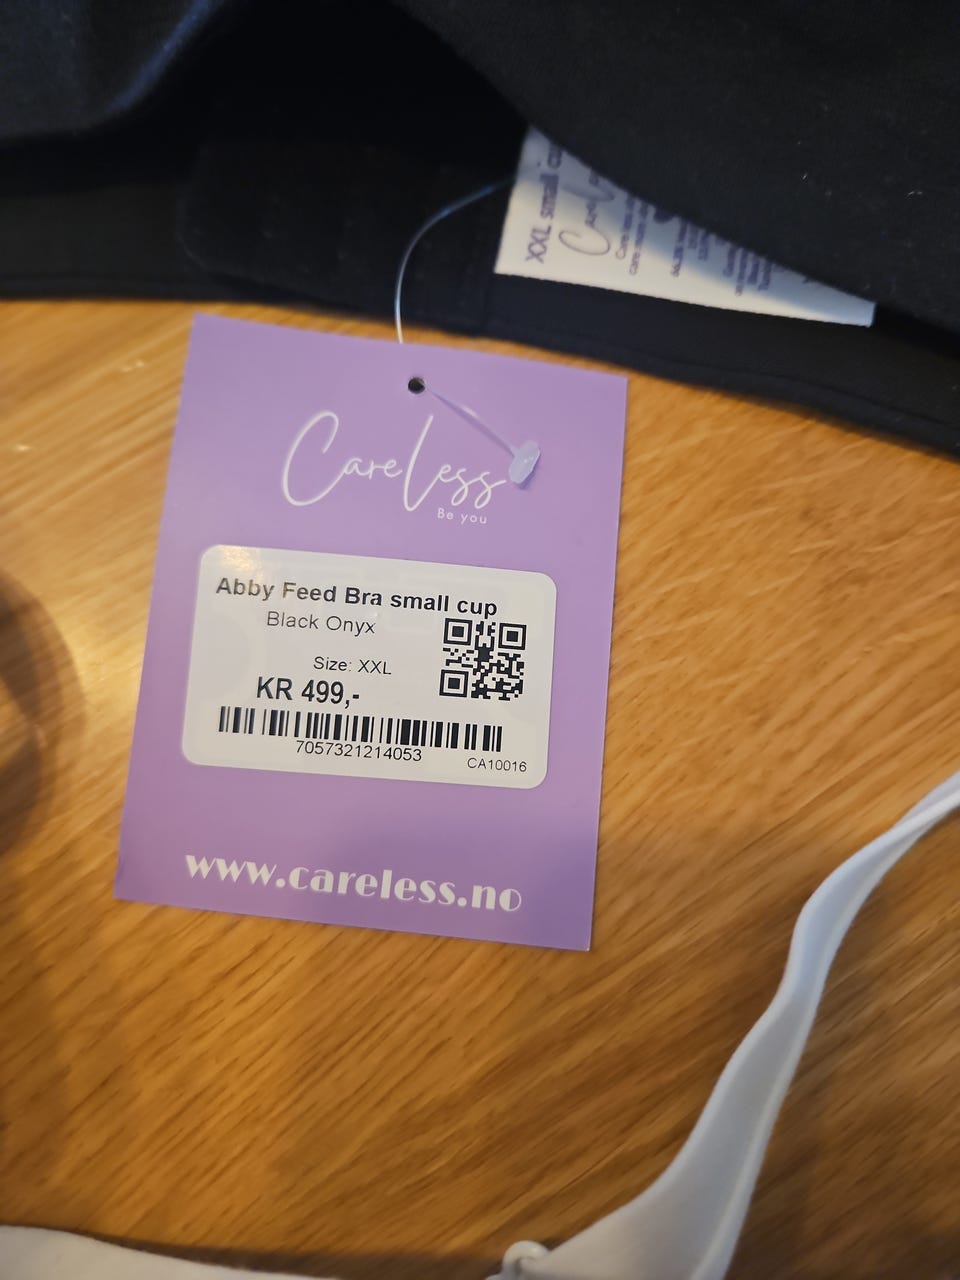 XXL small
CareLess
Be you
Abby Feed Bra small cup
Black Onyx
Size: XXL
KR 499,-
7057321214053
CA10016
www.careless.no